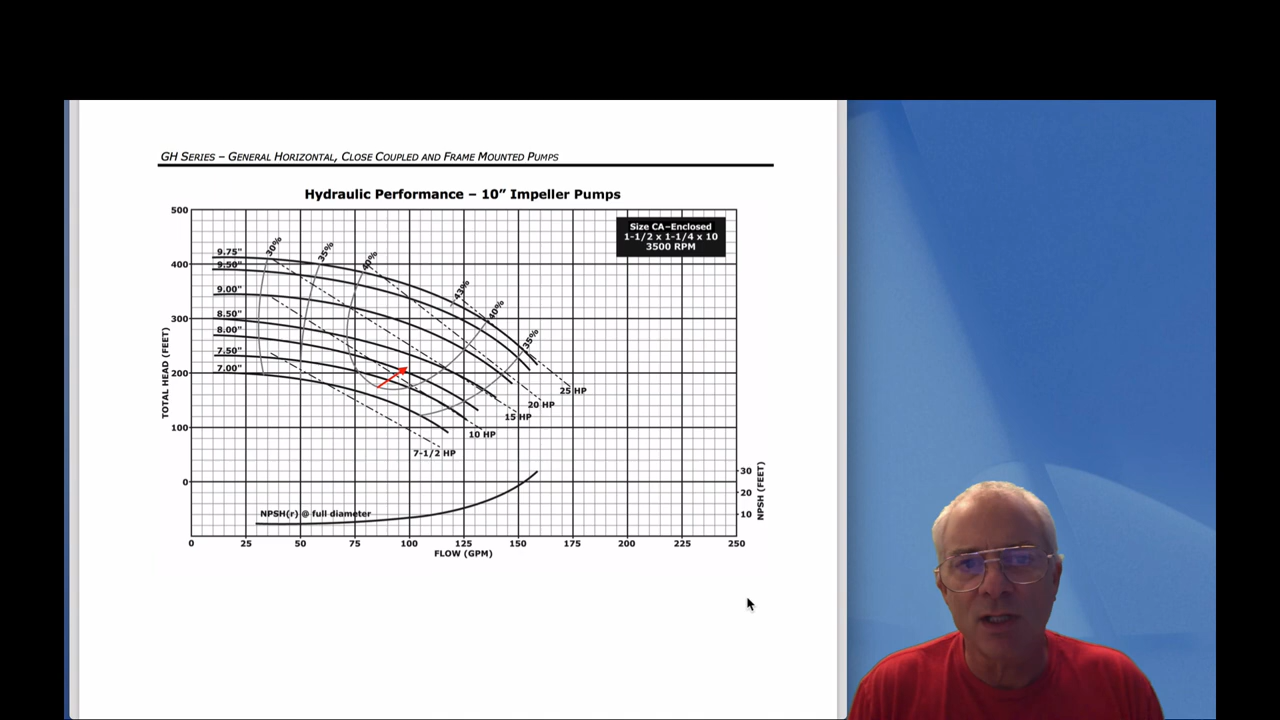 GH SERIES – GENERAL HORIZONTAL, CLOSE COUPLED AND FRAME MOUNTED PUMPS
Hydraulic Performance – 10” Impeller Pumps
Size CA–Enclosed
1-1/2 x 1-1/4 x 10
3500 RPM
500
400
300
200
100
0
TOTAL HEAD (FEET)
9.75"
9.50"
9.00"
8.50"
8.00"
7.50"
7.00"
30%
35%
40%
43%
40%
35%
25 HP
20 HP
15 HP
10 HP
7-1/2 HP
30
20
10
NPSH (FEET)
NPSH(r) @ full diameter
0 25 50 75 100 125 150 175 200 225 250
FLOW (GPM)